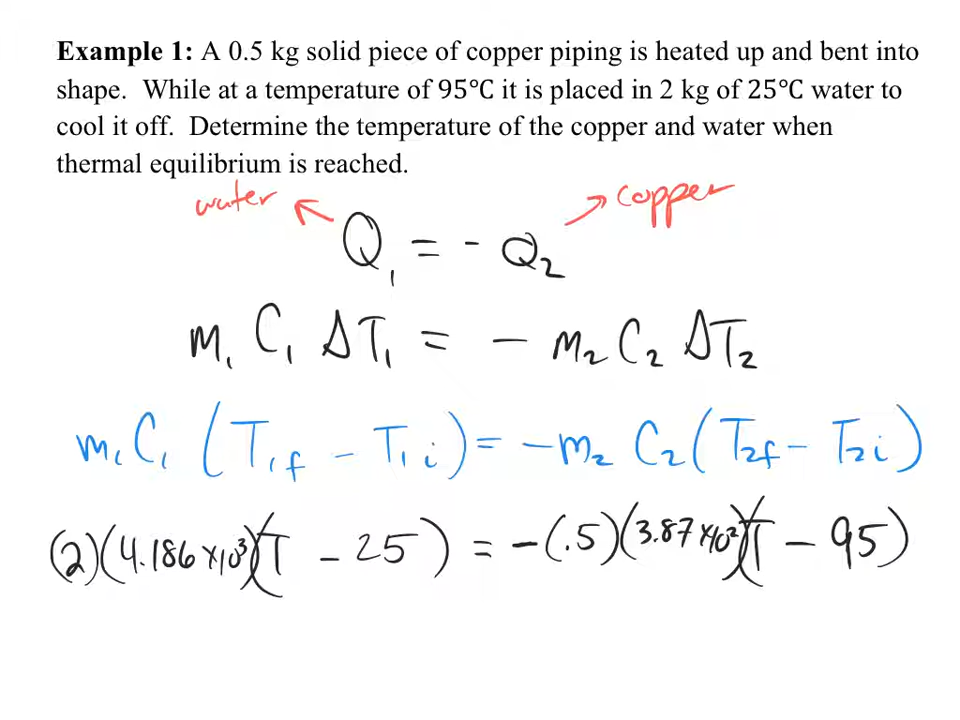 Example 1: A 0.5 kg solid piece of copper piping is heated up and bent into
shape. While at a temperature of 95°C it is placed in 2 kg of 25°C water to
cool it off. Determine the temperature of the copper and water when
thermal equilibrium is reached.
water ↖ ↗ copper
Q₁ = - Q₂
m₁ C₁ ΔT₁ = - m₂ C₂ ΔT₂
m₁ C₁ (T₁f - T₁i) = -m₂ C₂ (T₂f - T₂i)
(2)(4.186 x10³)(T - 25) = -(.5)(3.87 x10²)(T - 95)